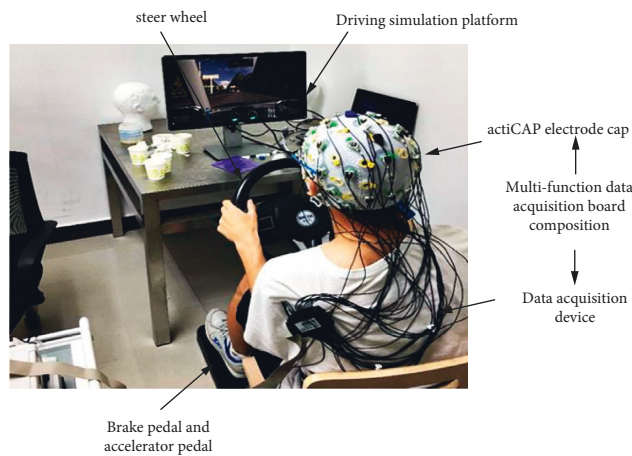 steer wheel
Driving simulation platform
actiCAP electrode cap
Multi-function data
acquisition board
composition
Data acquisition
device
Brake pedal and
accelerator pedal